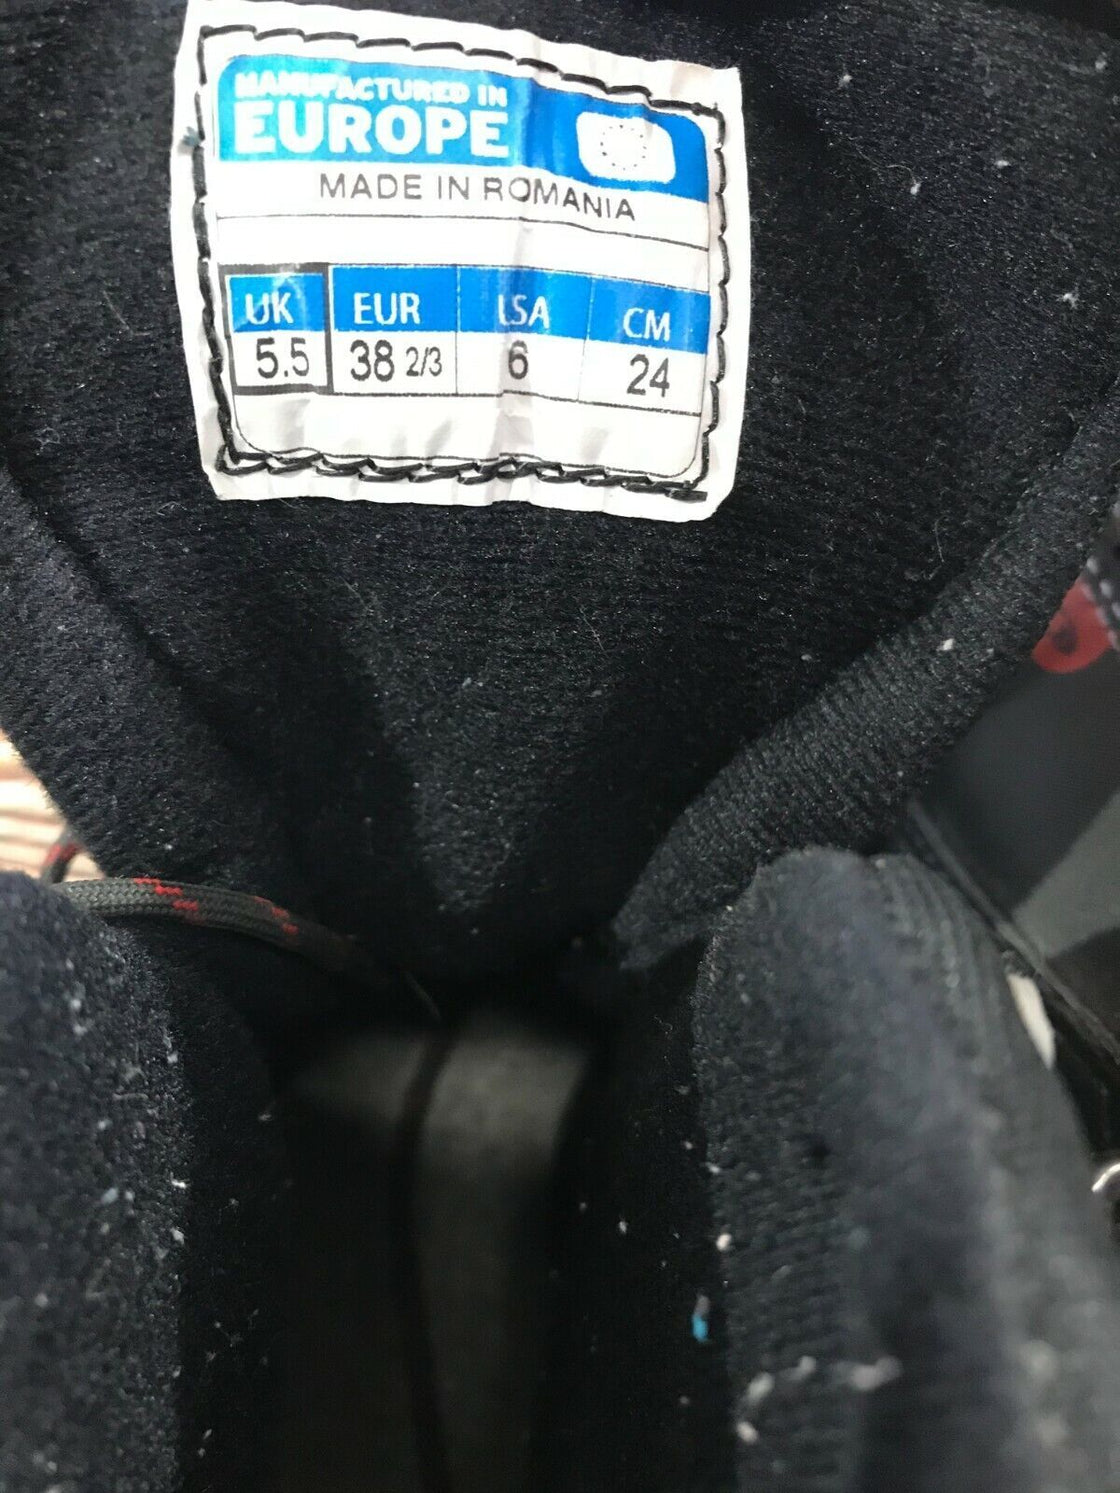 MANUFACTURED IN
EUROPE
MADE IN ROMANIA
UK EUR USA CM
5.5 38 2/3 6 24